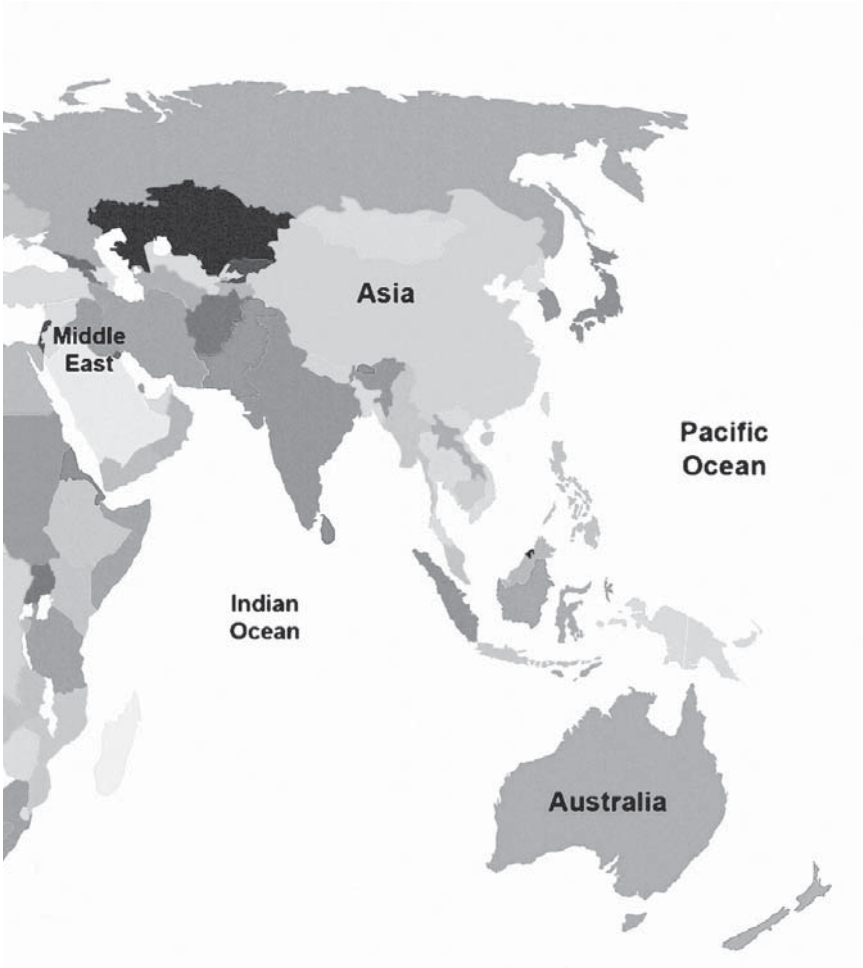 Asia
Middle
East
Pacific
Ocean
Indian
Ocean
Australia